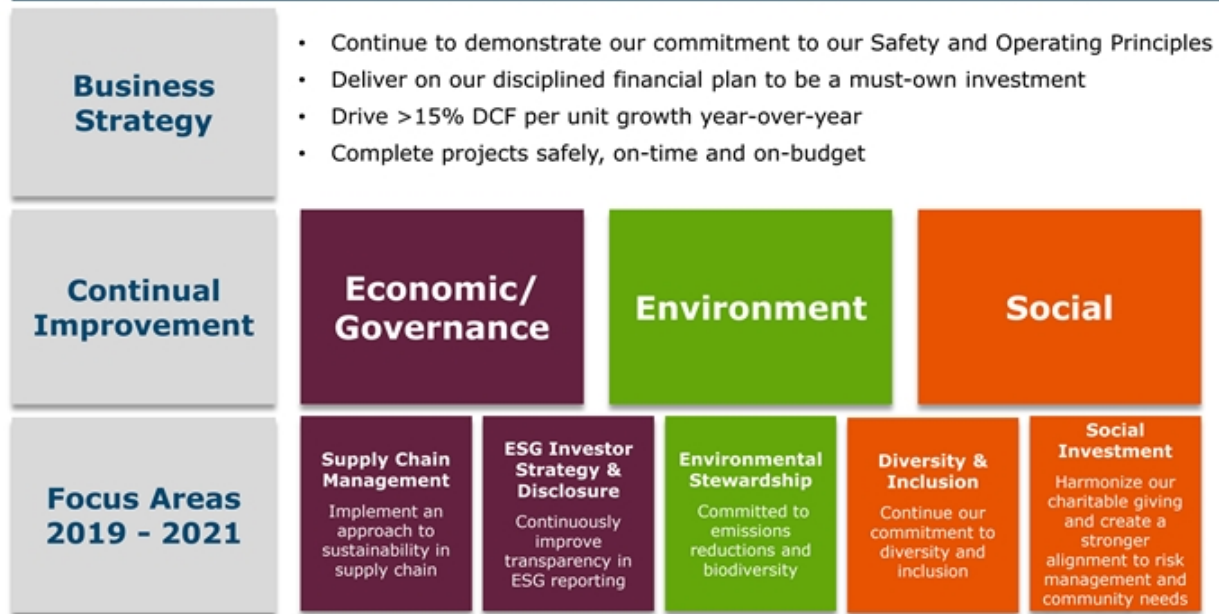 Business
Strategy
• Continue to demonstrate our commitment to our Safety and Operating Principles
• Deliver on our disciplined financial plan to be a must-own investment
• Drive >15% DCF per unit growth year-over-year
• Complete projects safely, on-time and on-budget
Continual
Improvement
Economic/
Governance
Environment
Social
Focus Areas
2019 - 2021
Supply Chain
Management
Implement an
approach to
sustainability in
supply chain
ESG Investor
Strategy &
Disclosure
Continuously
improve
transparency in
ESG reporting
Environmental
Stewardship
Committed to
emissions
reductions and
biodiversity
Diversity &
Inclusion
Continue our
commitment to
diversity and
inclusion
Social
Investment
Harmonize our
charitable giving
and create a
stronger
alignment to risk
management and
community needs